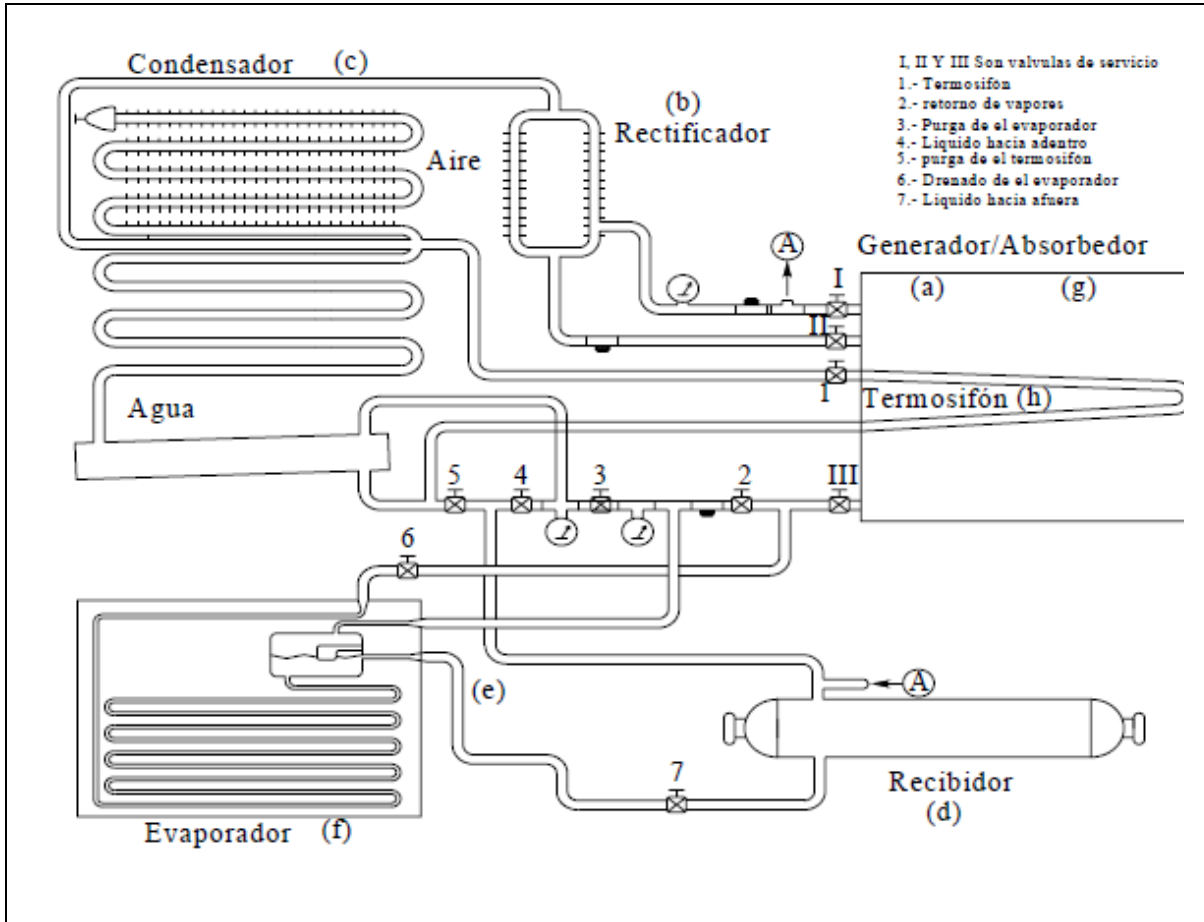 Condensador (c)
I, II Y III Son valvulas de servicio
1.- Termosifón
2.- retorno de vapores
3.- Purga de el evaporador
4.- Liquido hacia adentro
5.- purga de el termosifón
6.- Drenado de el evaporador
7.- Liquido hacia afuera
(b)
Rectificador
Aire
A
Generador/Absorbedor
(a) (g)
I
II
I
Termosifón (h)
Agua
5 4 3 2 III
6
(e)
A
7
Recibidor
(d)
Evaporador (f)